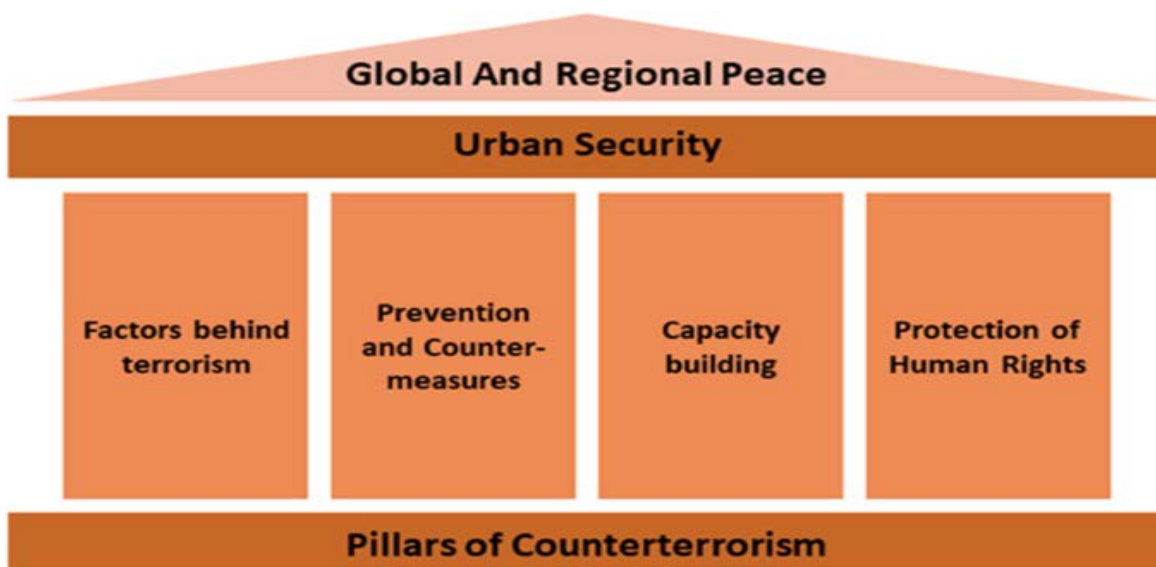 Global And Regional Peace
Urban Security
Factors behind
terrorism
Prevention
and Counter-
measures
Capacity
building
Protection of
Human Rights
Pillars of Counterterrorism